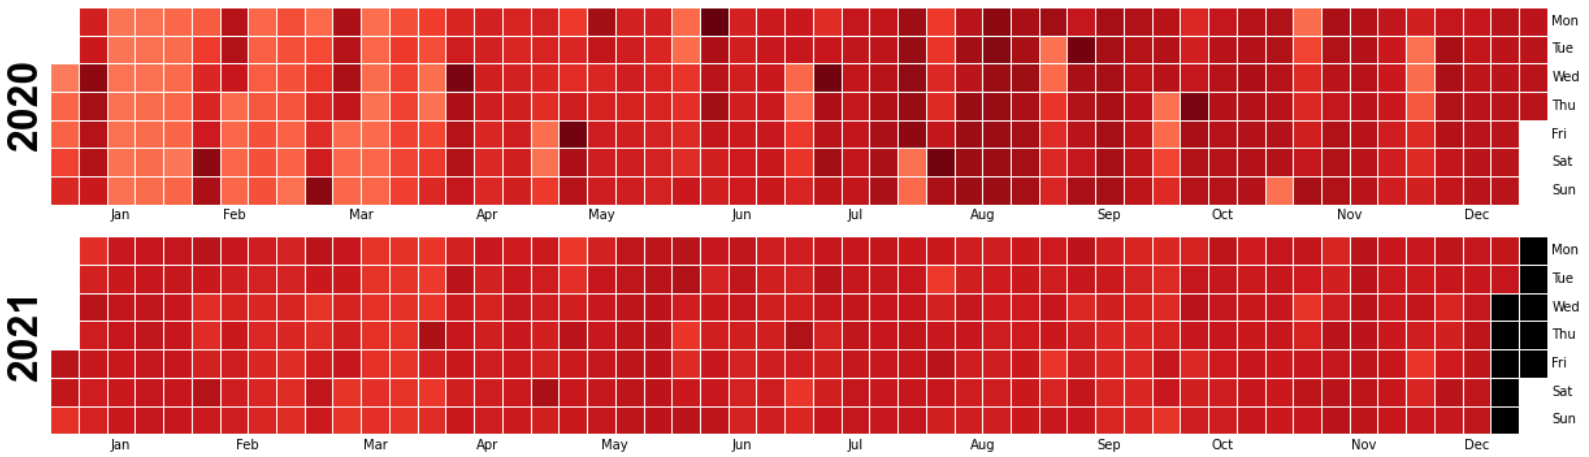 2020
Mon
Tue
Wed
Thu
Fri
Sat
Sun
Jan Feb Mar Apr May Jun Jul Aug Sep Oct Nov Dec
2021
Mon
Tue
Wed
Thu
Fri
Sat
Sun
Jan Feb Mar Apr May Jun Jul Aug Sep Oct Nov Dec